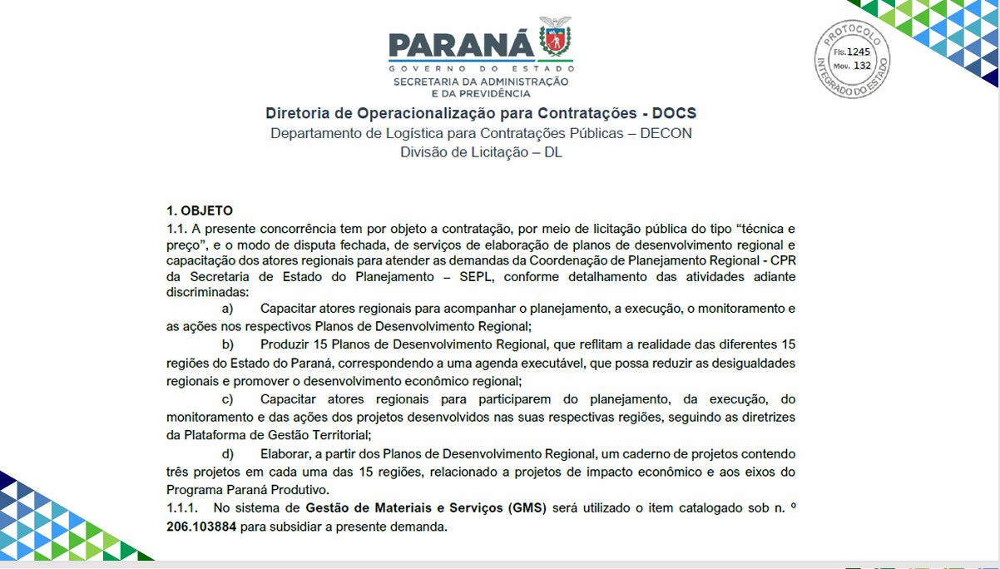 PARANÁ
GOVERNO DO ESTADO
SECRETARIA DA ADMINISTRAÇÃO
E DA PREVIDÊNCIA
PROTOCOLO
Fls.1245
Mov. 132
INTEGRADO DO ESTADO
Diretoria de Operacionalização para Contratações - DOCS
Departamento de Logística para Contratações Públicas – DECON
Divisão de Licitação – DL
1. OBJETO
1.1. A presente concorrência tem por objeto a contratação, por meio de licitação pública do tipo “técnica e
preço”, e o modo de disputa fechada, de serviços de elaboração de planos de desenvolvimento regional e
capacitação dos atores regionais para atender as demandas da Coordenação de Planejamento Regional - CPR
da Secretaria de Estado do Planejamento – SEPL, conforme detalhamento das atividades adiante
discriminadas:
a) Capacitar atores regionais para acompanhar o planejamento, a execução, o monitoramento e
as ações nos respectivos Planos de Desenvolvimento Regional;
b) Produzir 15 Planos de Desenvolvimento Regional, que reflitam a realidade das diferentes 15
regiões do Estado do Paraná, correspondendo a uma agenda executável, que possa reduzir as desigualdades
regionais e promover o desenvolvimento econômico regional;
c) Capacitar atores regionais para participarem do planejamento, da execução, do
monitoramento e das ações dos projetos desenvolvidos nas suas respectivas regiões, seguindo as diretrizes
da Plataforma de Gestão Territorial;
d) Elaborar, a partir dos Planos de Desenvolvimento Regional, um caderno de projetos contendo
três projetos em cada uma das 15 regiões, relacionado a projetos de impacto econômico e aos eixos do
Programa Paraná Produtivo.
1.1.1. No sistema de Gestão de Materiais e Serviços (GMS) será utilizado o item catalogado sob n. º
206.103884 para subsidiar a presente demanda.